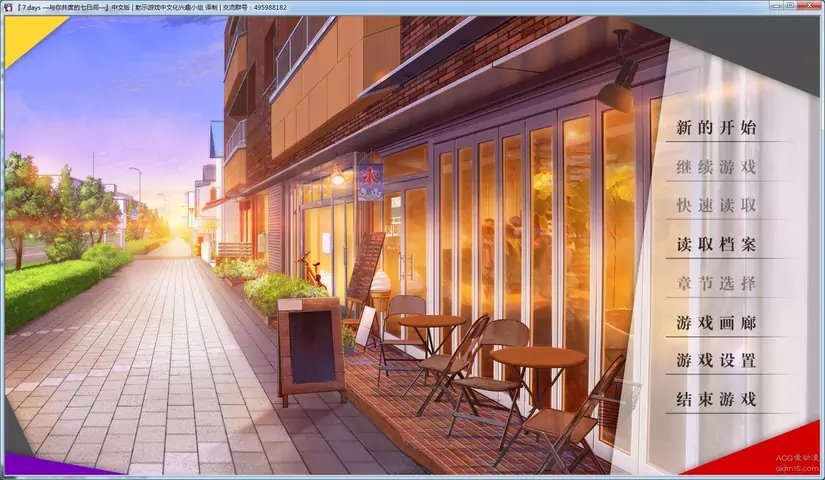 『 7 days ―与你共度的七日间―』中文版 | 默示游戏中文化兴趣小组 译制 | 交流群号：495988182
新的开始
继续游戏
快速读取
读取档案
章节选择
游戏画廊
游戏设置
结束游戏
水
ACG爱动漫